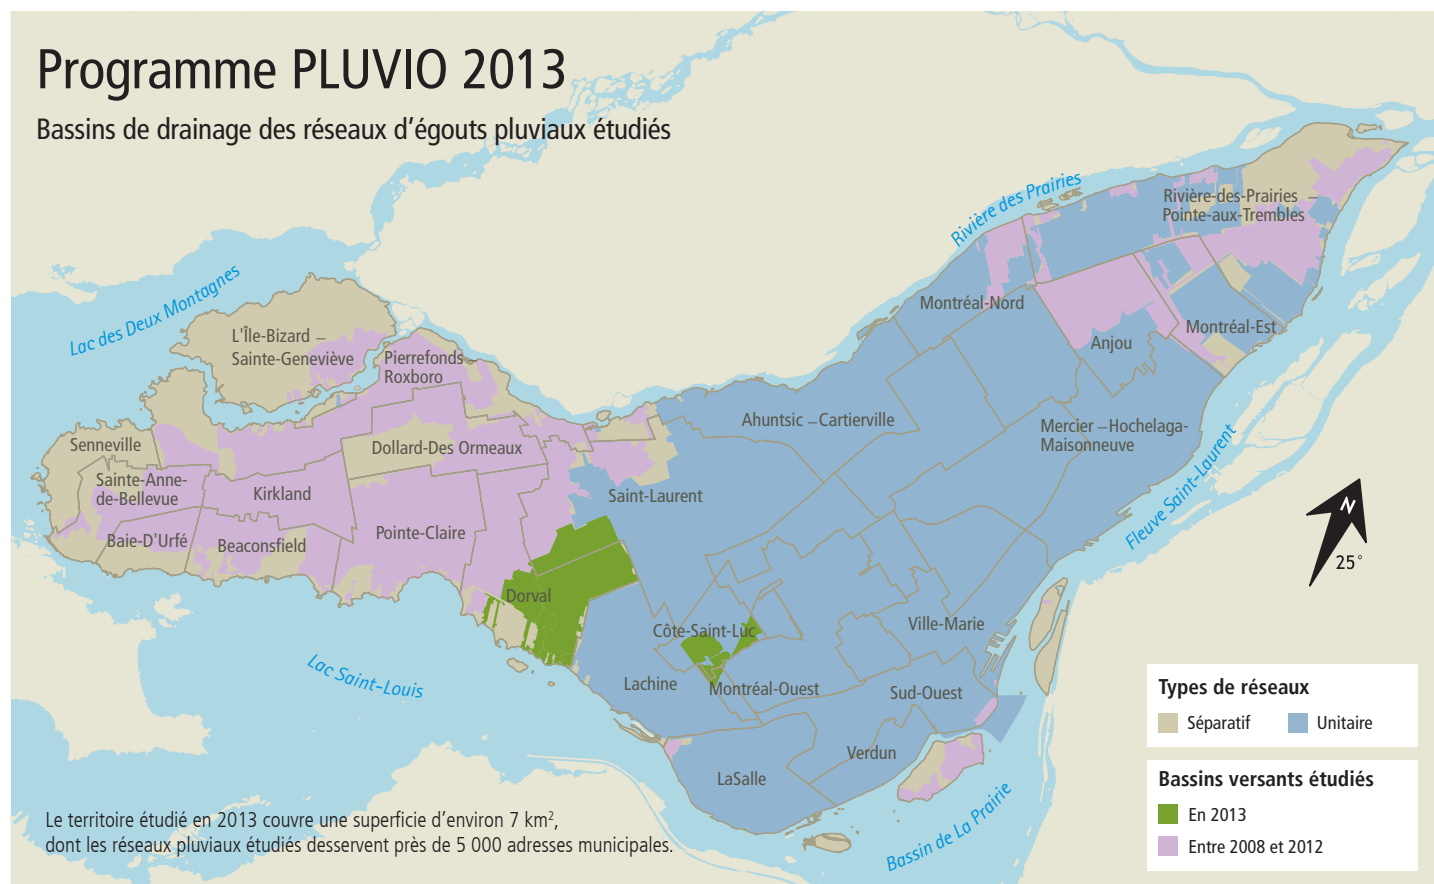 Programme PLUVIO 2013
Bassins de drainage des réseaux d'égouts pluviaux étudiés
Rivière des Prairies
Rivière-des-Prairies –
Pointe-aux-Trembles
Lac des Deux Montagnes
Montréal-Nord
L'Île-Bizard –
Sainte-Geneviève
Pierrefonds –
Roxboro
Montréal-Est
Anjou
Ahuntsic – Cartierville
Mercier – Hochelaga-
Maisonneuve
Senneville
Dollard-Des Ormeaux
Sainte-Anne-
de-Bellevue
Kirkland
Saint-Laurent
Fleuve Saint-Laurent
Baie-D'Urfé
Beaconsfield
Pointe-Claire
N
25°
Dorval
Côte-Saint-Luc
Ville-Marie
Lac Saint-Louis
Lachine
Montréal-Ouest
Sud-Ouest
Verdun
LaSalle
Bassin de La Prairie
Types de réseaux
Séparatif
Unitaire
Bassins versants étudiés
En 2013
Entre 2008 et 2012
Le territoire étudié en 2013 couvre une superficie d'environ 7 km²,
dont les réseaux pluviaux étudiés desservent près de 5 000 adresses municipales.